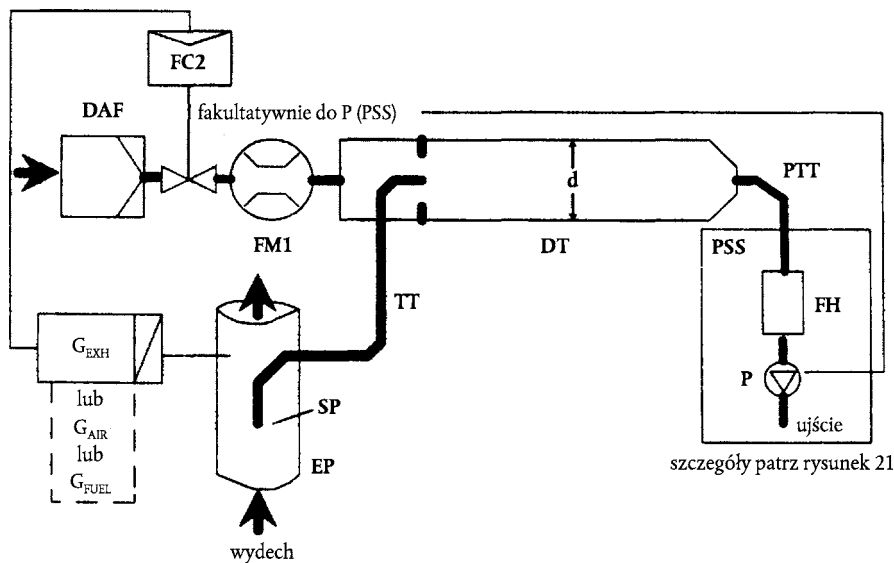 FC2
DAF
fakultatywnie do P (PSS)
d
PTT
FM1
DT
PSS
TT
FH
G_EXH
P
lub
SP
G_AIR
ujście
lub
EP
szczegóły patrz rysunek 21
G_FUEL
wydech